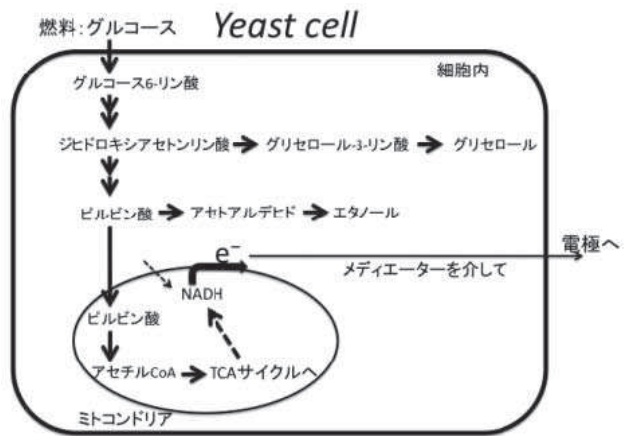 燃料：グルコース
Yeast cell
細胞内
グルコース6-リン酸
ジヒドロキシアセトンリン酸 グリセロール-3-リン酸 グリセロール
ピルビン酸 アセトアルデヒド エタノール
e⁻
電極へ
メディエーターを介して
NADH
ピルビン酸
アセチルCoA TCAサイクルへ
ミトコンドリア